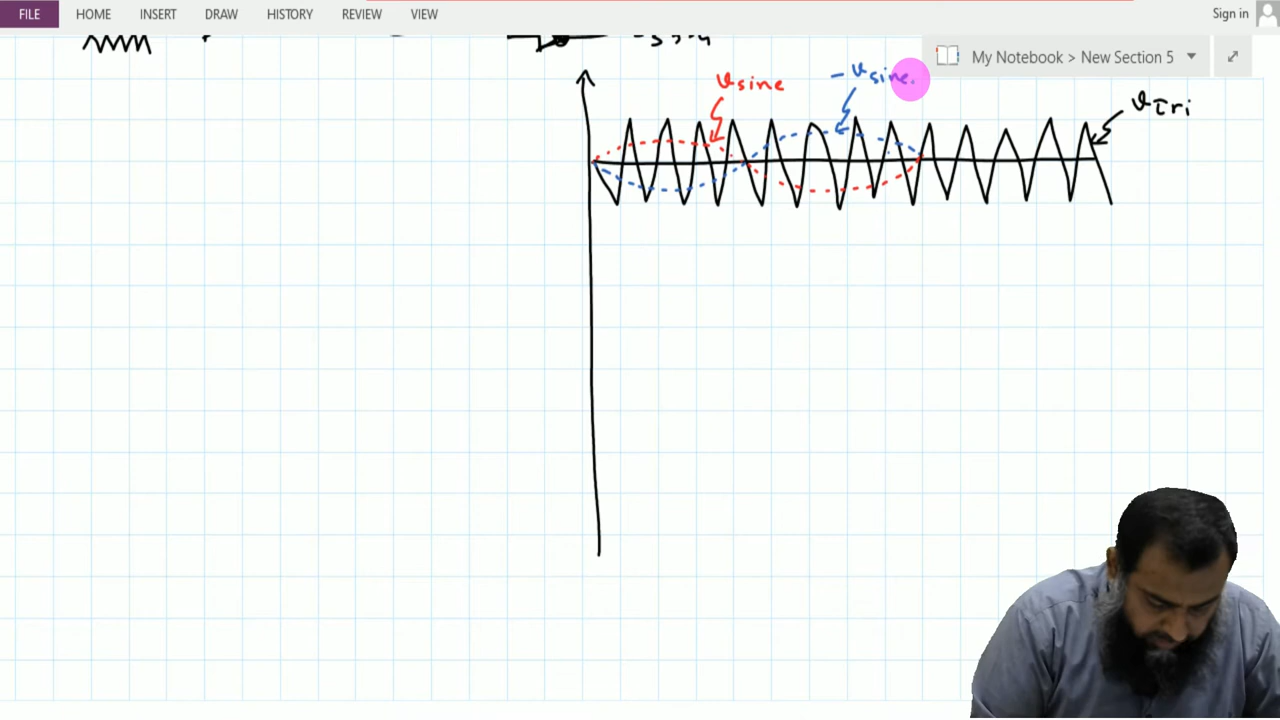 FILE HOME INSERT DRAW HISTORY REVIEW VIEW Sign in
My Notebook > New Section 5
vsine
-vsine.
vTri